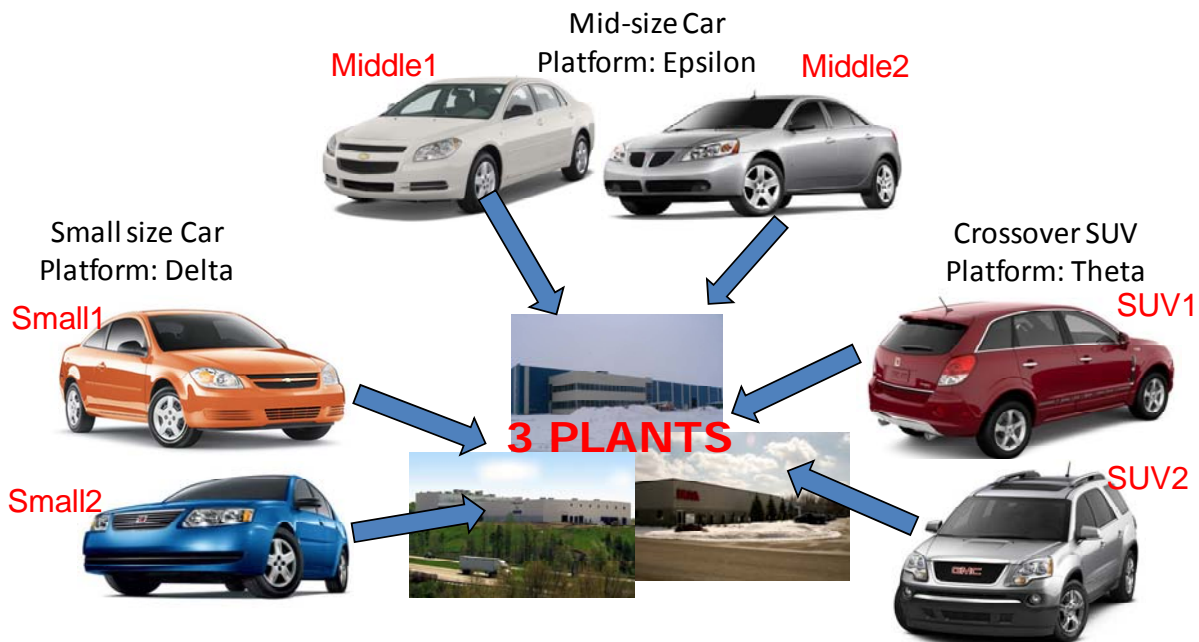 Mid-size Car
Platform: Epsilon
Middle1
Middle2
Small size Car
Platform: Delta
Small1
Small2
Crossover SUV
Platform: Theta
SUV1
SUV2
3 PLANTS
GMC